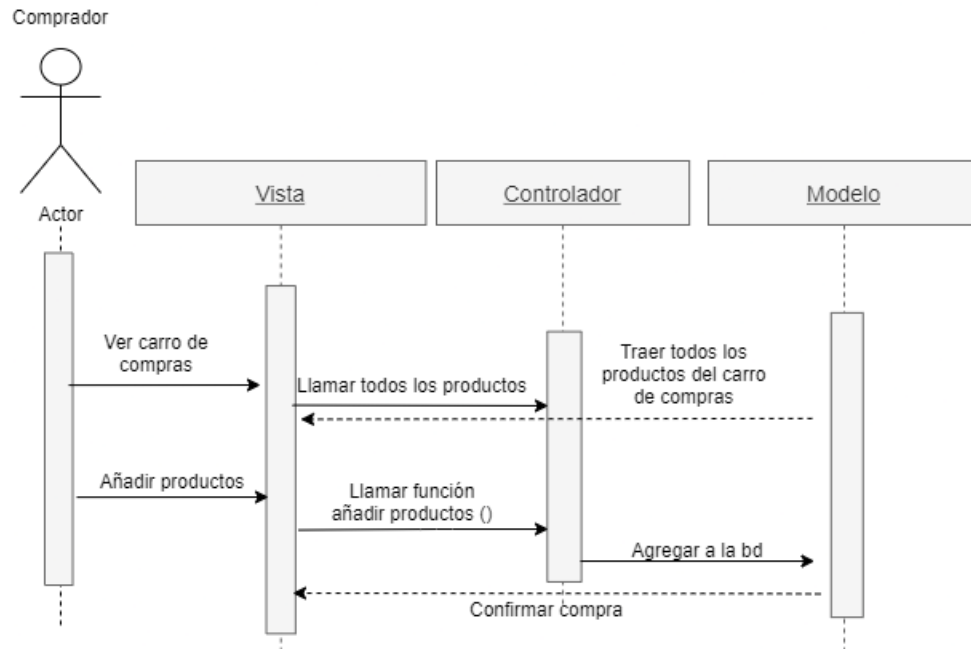 Comprador
Actor
Vista
Controlador
Modelo
Ver carro de
compras
Llamar todos los productos
Traer todos los
productos del carro
de compras
Añadir productos
Llamar función
añadir productos ()
Agregar a la bd
Confirmar compra